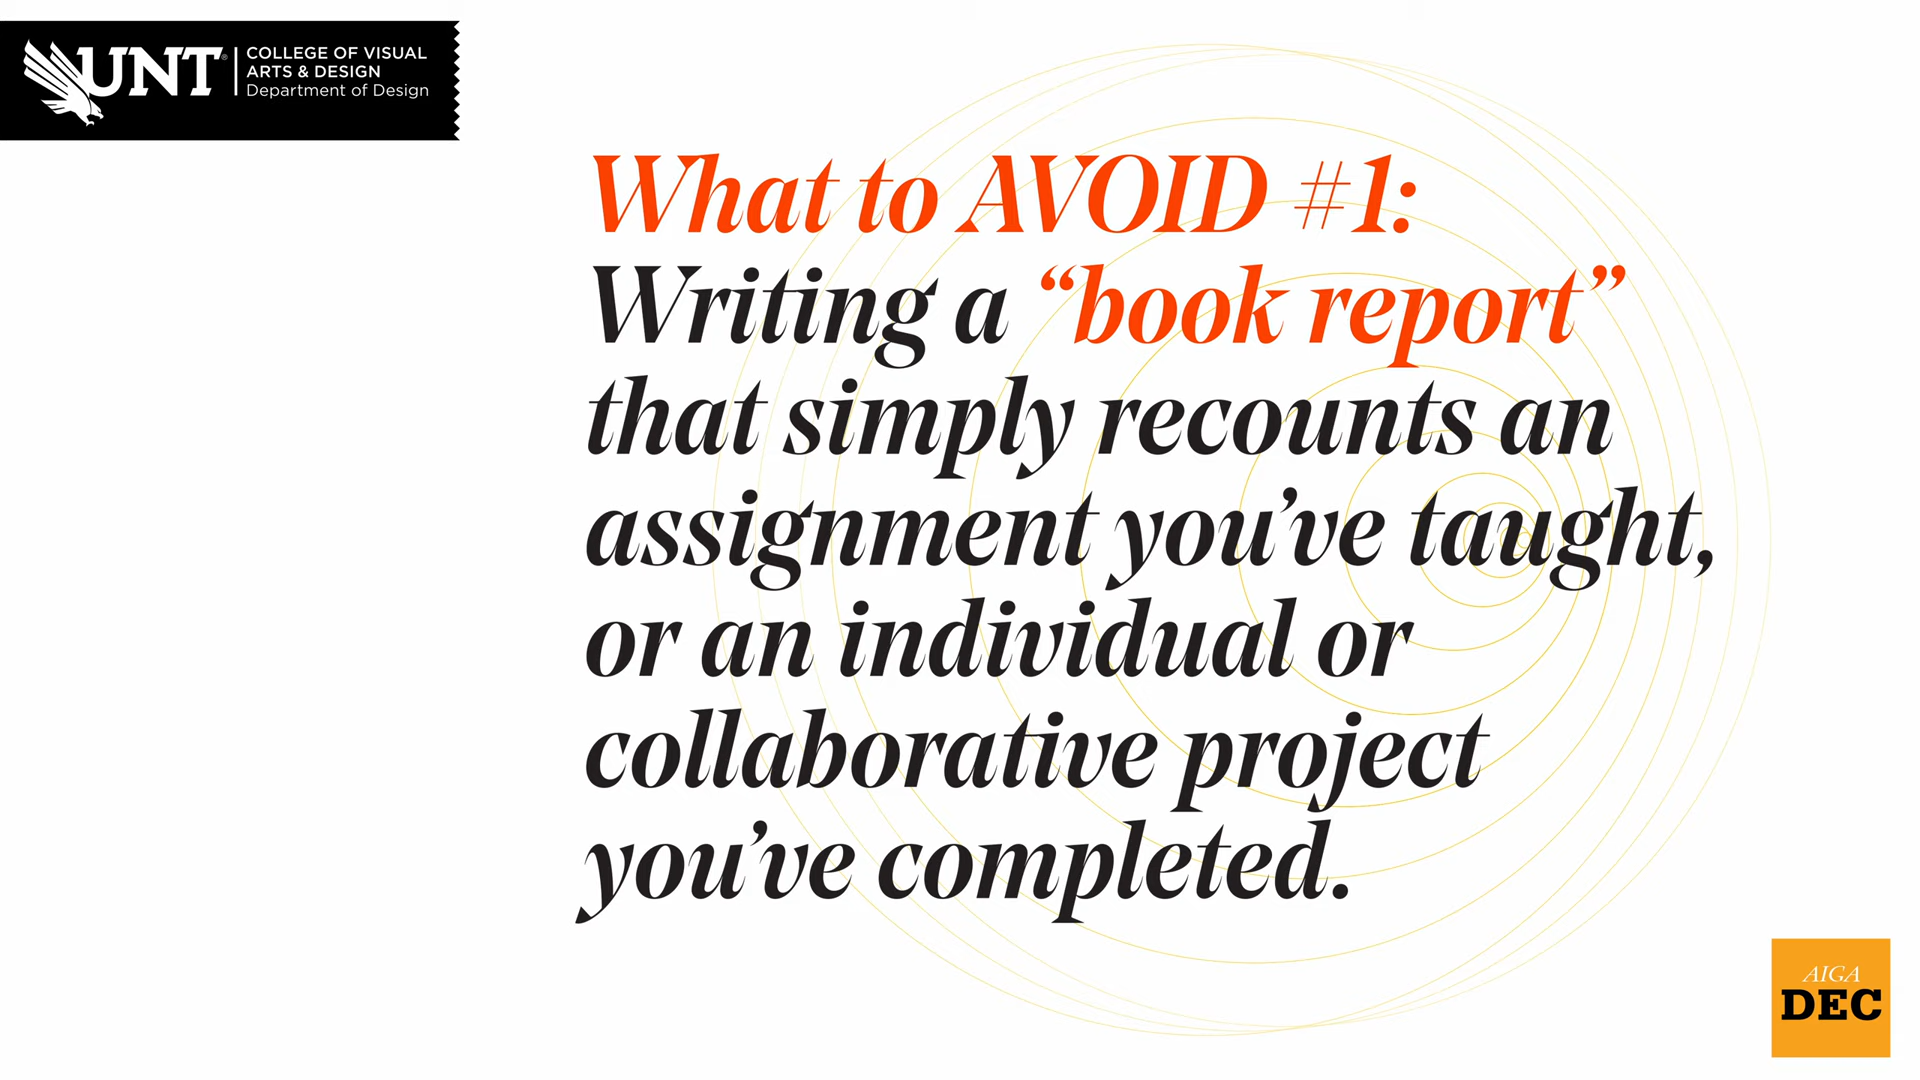 UNT®
COLLEGE OF VISUAL
ARTS & DESIGN
Department of Design
What to AVOID #1:
Writing a “book report”
that simply recounts an
assignment you’ve taught,
or an individual or
collaborative project
you’ve completed.
AIGA
DEC